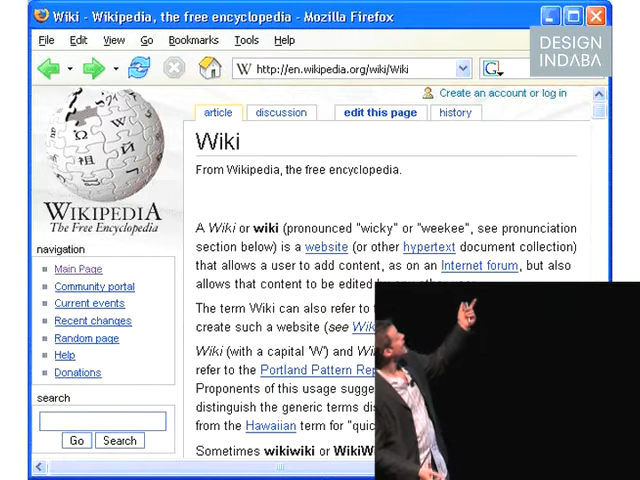 Wiki - Wikipedia, the free encyclopedia - Mozilla Firefox
File Edit View Go Bookmarks Tools Help
DESIGN
INDABA
W http://en.wikipedia.org/wiki/Wiki
G
Create an account or log in
article discussion edit this page history
Wiki
From Wikipedia, the free encyclopedia.
WIKIPEDIA
The Free Encyclopedia
navigation
Main Page
Community portal
Current events
Recent changes
Random page
Help
Donations
search
Go Search
A Wiki or wiki (pronounced "wicky" or "weekee", see pronunciation
section below) is a website (or other hypertext document collection)
that allows a user to add content, as on an Internet forum, but also
allows that content to be edited
The term Wiki can also refer to
create such a website (see Wik
Wiki (with a capital 'W') and Wi
refer to the Portland Pattern Rep
Proponents of this usage sugge
distinguish the generic terms dis
from the Hawaiian term for "quic
Sometimes wikiwiki or WikiW